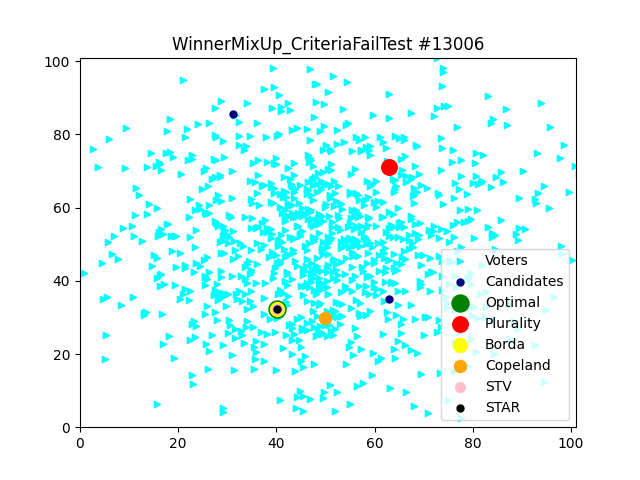 WinnerMixUp_CriteriaFailTest #13006
100
80
60
40
20
0
0
20
40
60
80
100
Voters
Candidates
Optimal
Plurality
Borda
Copeland
STV
STAR